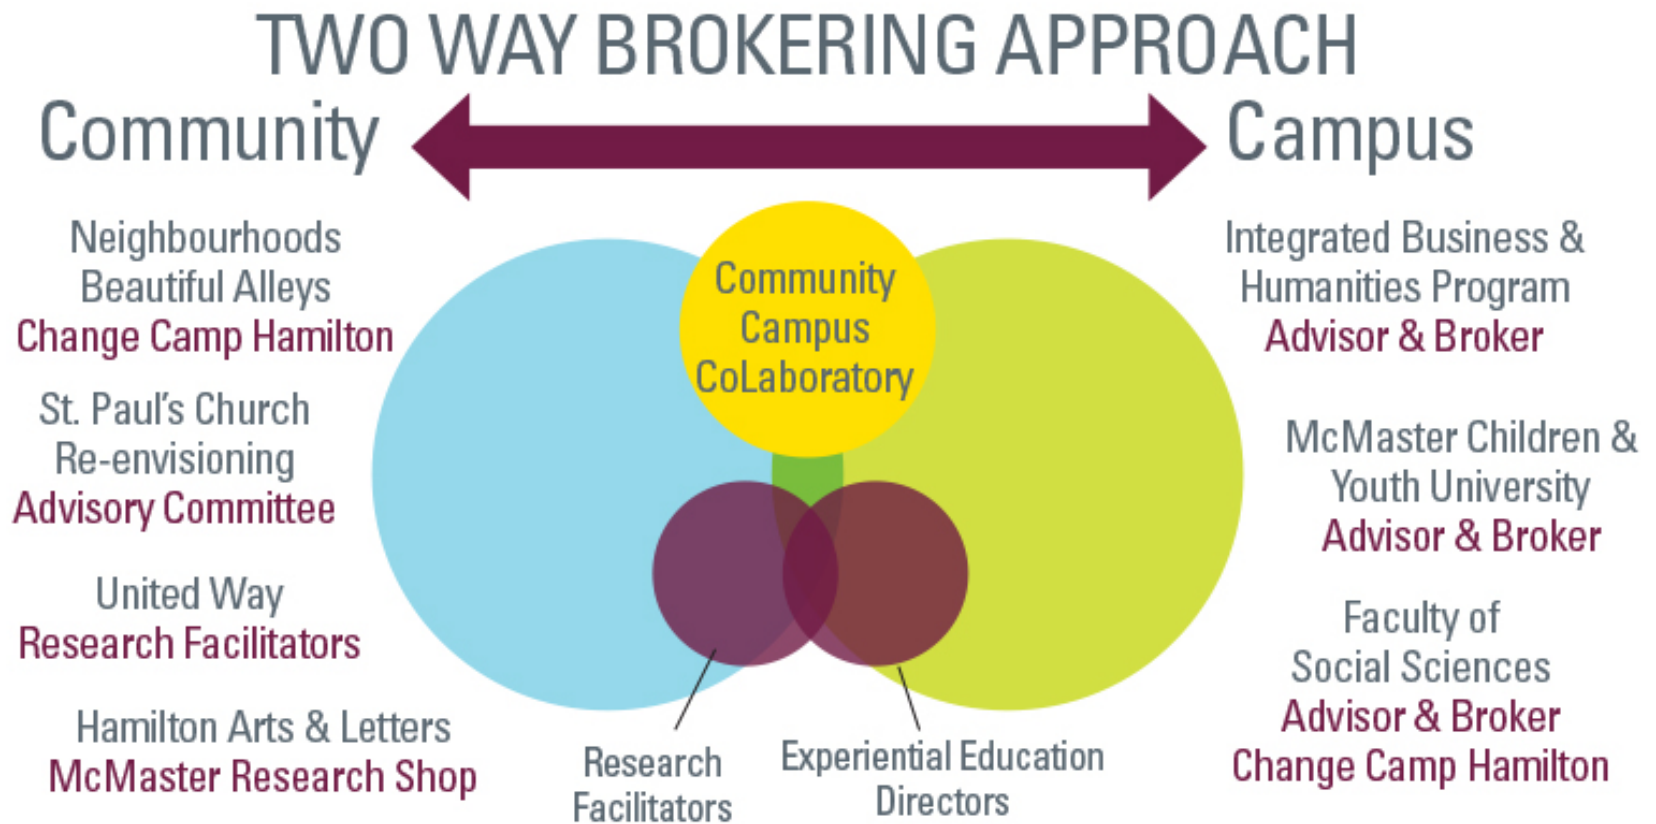 TWO WAY BROKERING APPROACH
Community
Campus
Neighbourhoods
Beautiful Alleys
Change Camp Hamilton
St. Paul's Church
Re-envisioning
Advisory Committee
United Way
Research Facilitators
Hamilton Arts & Letters
McMaster Research Shop
Community
Campus
CoLaboratory
Research
Facilitators
Experiential Education
Directors
Integrated Business &
Humanities Program
Advisor & Broker
McMaster Children &
Youth University
Advisor & Broker
Faculty of
Social Sciences
Advisor & Broker
Change Camp Hamilton